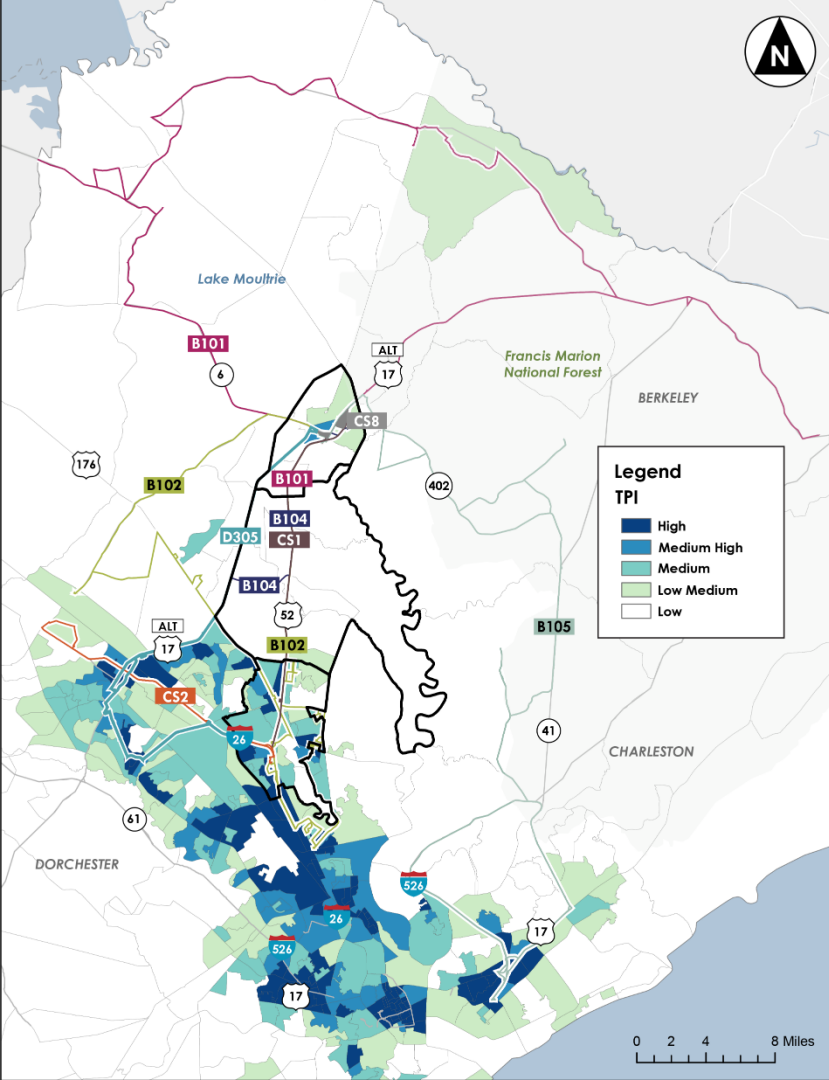 N
Lake Moultrie
B101
6
ALT
17
Francis Marion
National Forest
BERKELEY
CS8
176
B102
B101
402
D305
B104
CS1
B104
52
B102
ALT
17
CS2
26
B105
41
CHARLESTON
61
DORCHESTER
526
26
17
526
17
Legend
TPI
High
Medium High
Medium
Low Medium
Low
0 2 4 8 Miles